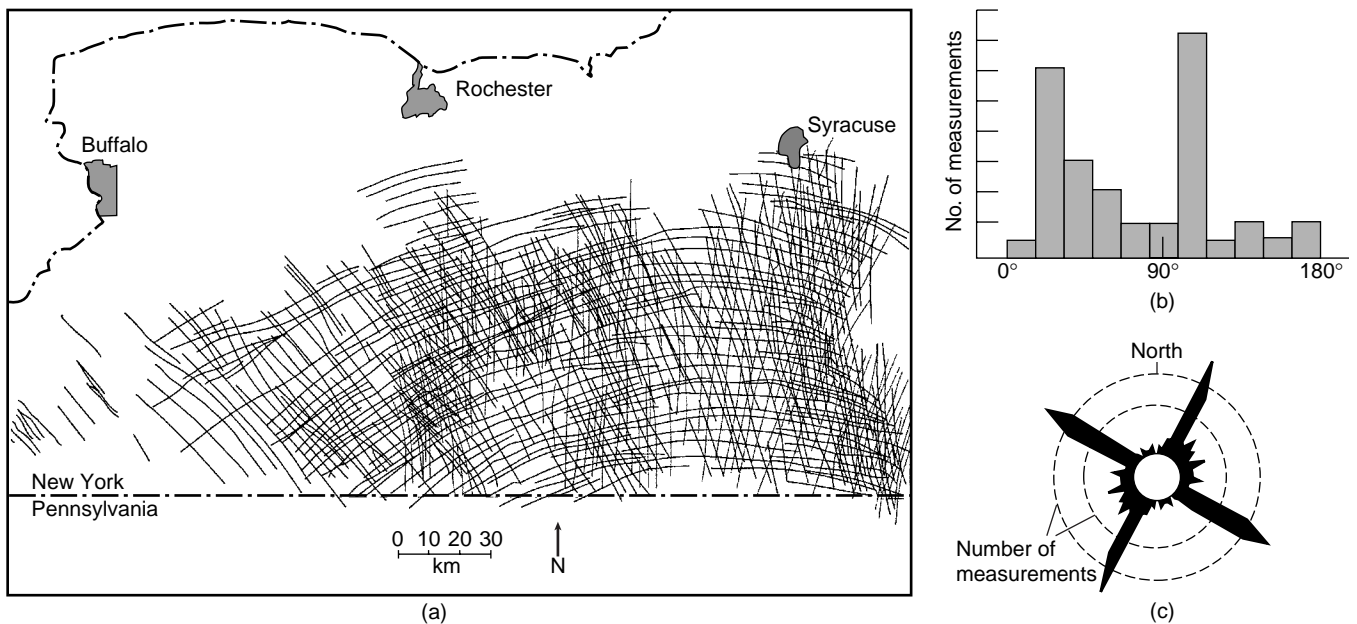 Rochester
Buffalo
Syracuse
New York
Pennsylvania
0 10 20 30
km
N
(a)
No. of measurements
0° 90° 180°
(b)
North
Number of
measurements
(c)